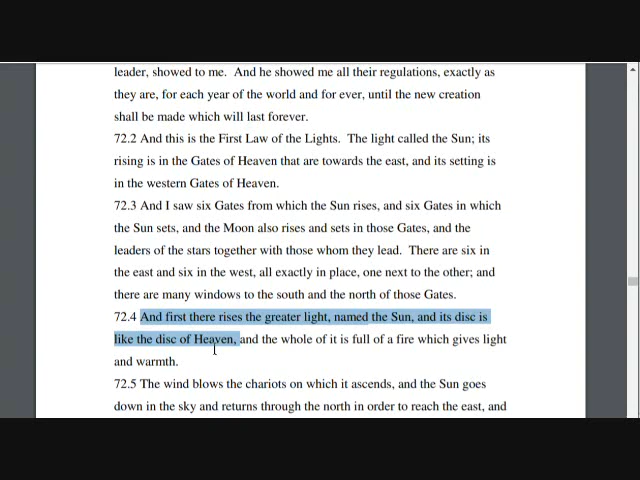 leader, showed to me.  And he showed me all their regulations, exactly as
they are, for each year of the world and for ever, until the new creation
shall be made which will last forever.
72.2 And this is the First Law of the Lights.  The light called the Sun; its
rising is in the Gates of Heaven that are towards the east, and its setting is
in the western Gates of Heaven.
72.3 And I saw six Gates from which the Sun rises, and six Gates in which
the Sun sets, and the Moon also rises and sets in those Gates, and the
leaders of the stars together with those whom they lead.  There are six in
the east and six in the west, all exactly in place, one next to the other; and
there are many windows to the south and the north of those Gates.
72.4 And first there rises the greater light, named the Sun, and its disc is
like the disc of Heaven, and the whole of it is full of a fire which gives light
and warmth.
72.5 The wind blows the chariots on which it ascends, and the Sun goes
down in the sky and returns through the north in order to reach the east, and